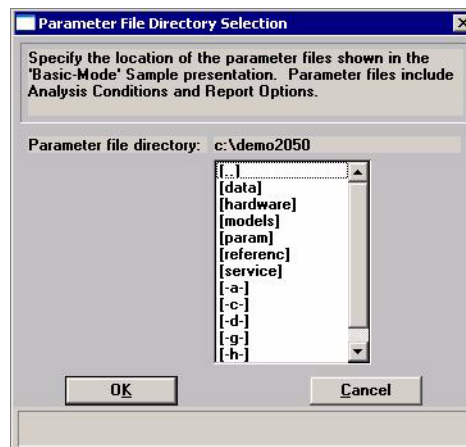 Parameter File Directory Selection
Specify the location of the parameter files shown in the
'Basic-Mode' Sample presentation. Parameter files include
Analysis Conditions and Report Options.
Parameter file directory: c:\demo2050
[..]
[data]
[hardware]
[models]
[param]
[referenc]
[service]
[-a-]
[-c-]
[-d-]
[-g-]
[-h-]
OK Cancel